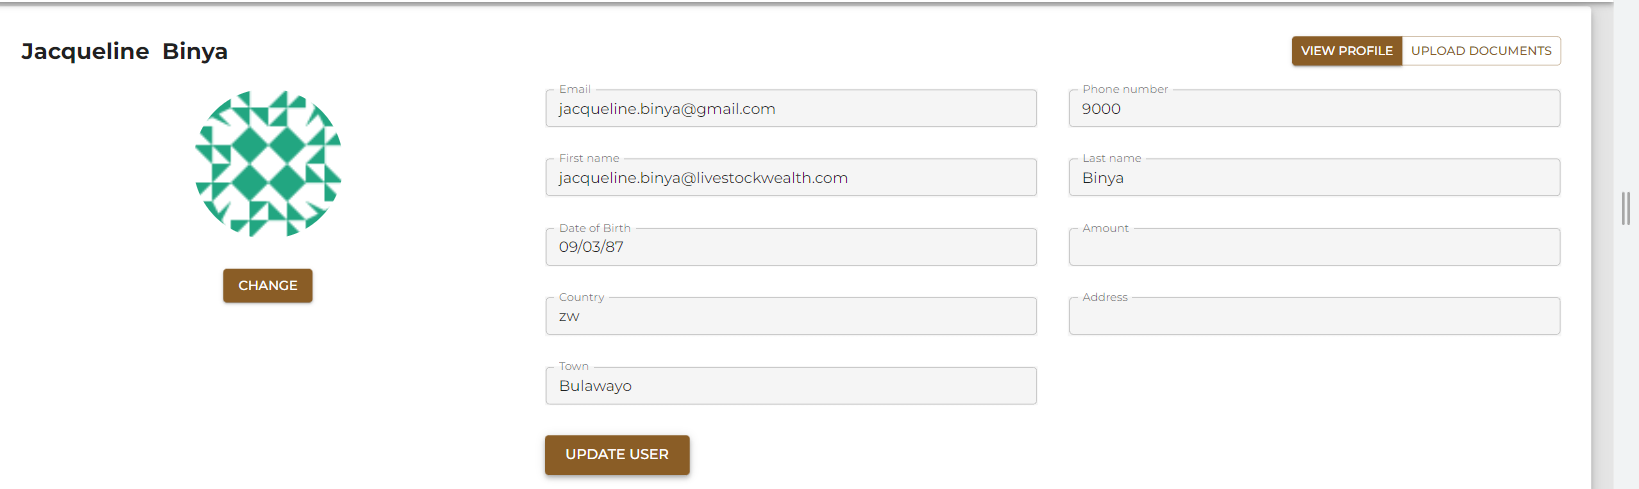 Jacqueline Binya
VIEW PROFILE UPLOAD DOCUMENTS
Email
jacqueline.binya@gmail.com
Phone number
9000
First name
jacqueline.binya@livestockwealth.com
Last name
Binya
Date of Birth
09/03/87
Amount
CHANGE
Country
zw
Address
Town
Bulawayo
UPDATE USER